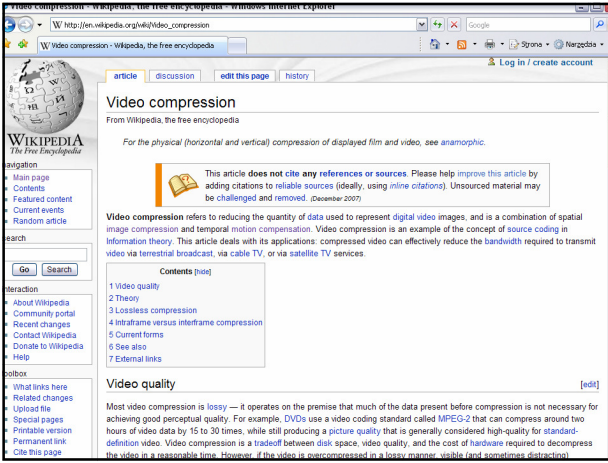 Video compression - Wikipedia, the free encyclopedia - Windows Internet Explorer
http://en.wikipedia.org/wiki/Video_compression
Google
Video compression - Wikipedia, the free encyclopedia
Strona
Narzędzia
Log in / create account
article
discussion
edit this page
history
Video compression
From Wikipedia, the free encyclopedia
For the physical (horizontal and vertical) compression of displayed film and video, see anamorphic.
This article does not cite any references or sources. Please help improve this article by
adding citations to reliable sources (ideally, using inline citations). Unsourced material may
be challenged and removed. (December 2007)
Video compression refers to reducing the quantity of data used to represent digital video images, and is a combination of spatial
image compression and temporal motion compensation. Video compression is an example of the concept of source coding in
Information theory. This article deals with its applications: compressed video can effectively reduce the bandwidth required to transmit
video via terrestrial broadcast, via cable TV, or via satellite TV services.
Contents [hide]
1 Video quality
2 Theory
3 Lossless compression
4 Intraframe versus interframe compression
5 Current forms
6 See also
7 External links
Video quality
[edit]
Most video compression is lossy — it operates on the premise that much of the data present before compression is not necessary for
achieving good perceptual quality. For example, DVDs use a video coding standard called MPEG-2 that can compress around two
hours of video data by 15 to 30 times, while still producing a picture quality that is generally considered high-quality for standard-
definition video. Video compression is a tradeoff between disk space, video quality, and the cost of hardware required to decompress
the video in a reasonable time. However, if the video is overcompressed in a lossy manner, visible (and sometimes distracting)
WIKIPEDIA
The Free Encyclopedia
navigation
Main page
Contents
Featured content
Current events
Random article
search
Go
Search
interaction
About Wikipedia
Community portal
Recent changes
Contact Wikipedia
Donate to Wikipedia
Help
toolbox
What links here
Related changes
Upload file
Special pages
Printable version
Permanent link
Cite this page